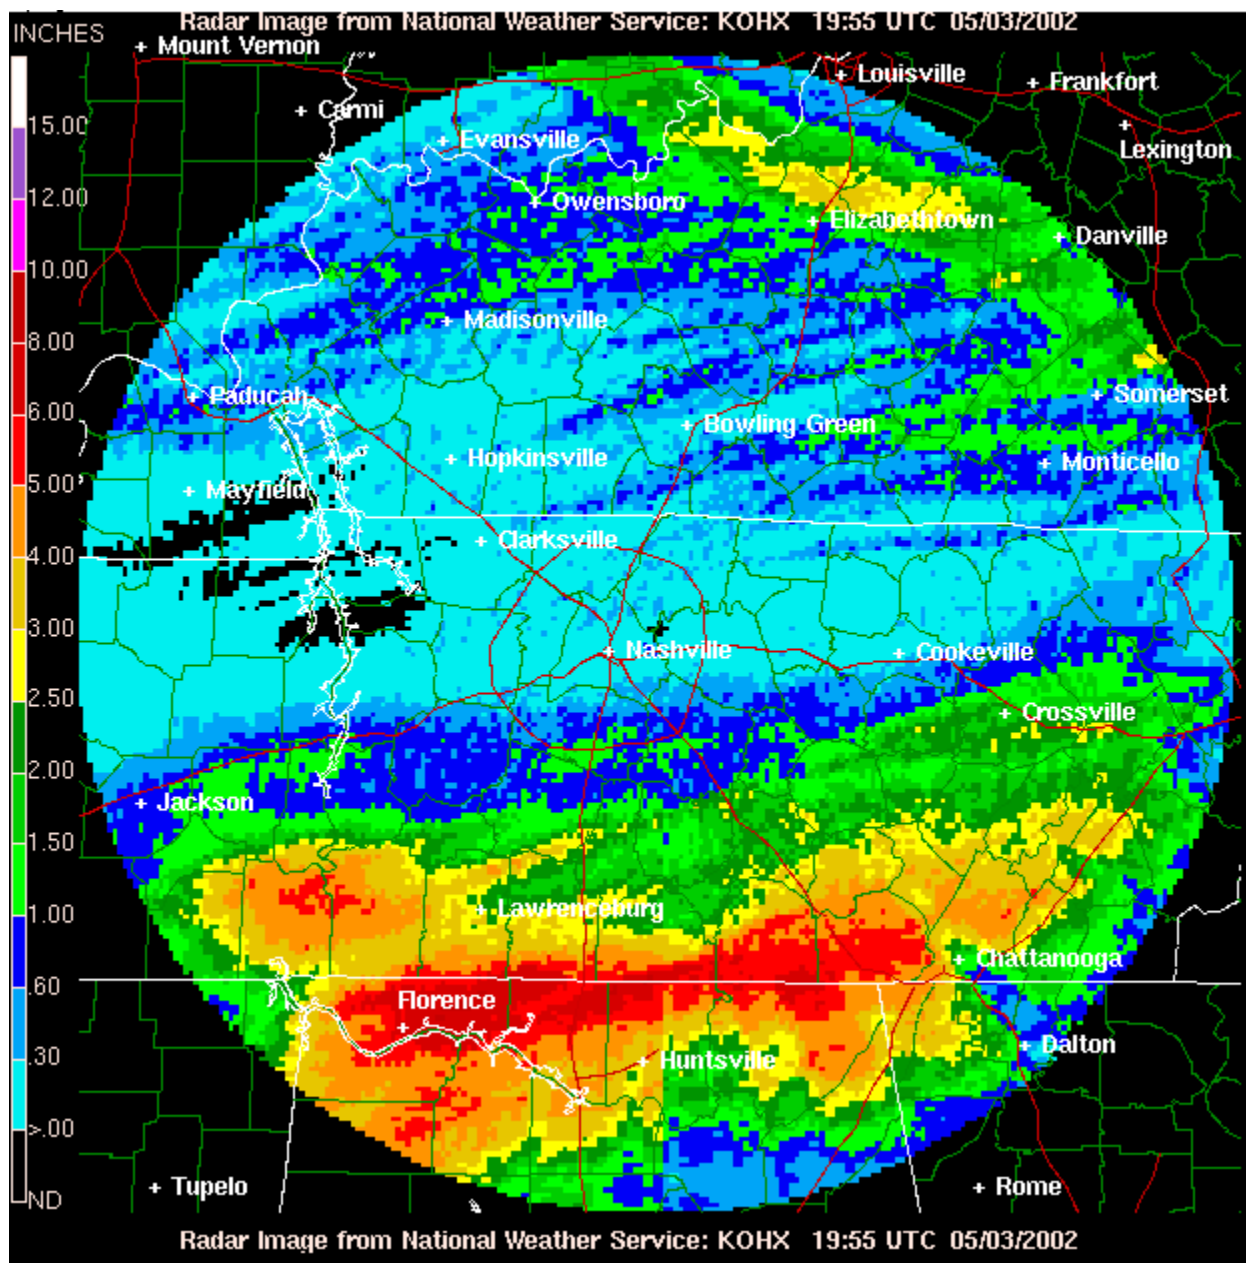 Radar Image from National Weather Service: KOHX 19:55 UTC 05/03/2002
INCHES
Mount Vernon
Louisville
Frankfort
Carmi
15.00
Evansville
Lexington
12.00
Owensboro
Elizabethtown
Danville
10.00
Madisonville
8.00
Paducah
Somerset
6.00
Bowling Green
Hopkinsville
Monticello
5.00
Mayfield
Clarksville
4.00
3.00
Nashville
Cookeville
2.50
Crossville
2.00
Jackson
1.50
Lawrenceburg
1.00
Chattanooga
.60
Florence
Dalton
.30
Huntsville
>.00
Tupelo
Rome
ND
Radar Image from National Weather Service: KOHX 19:55 UTC 05/03/2002